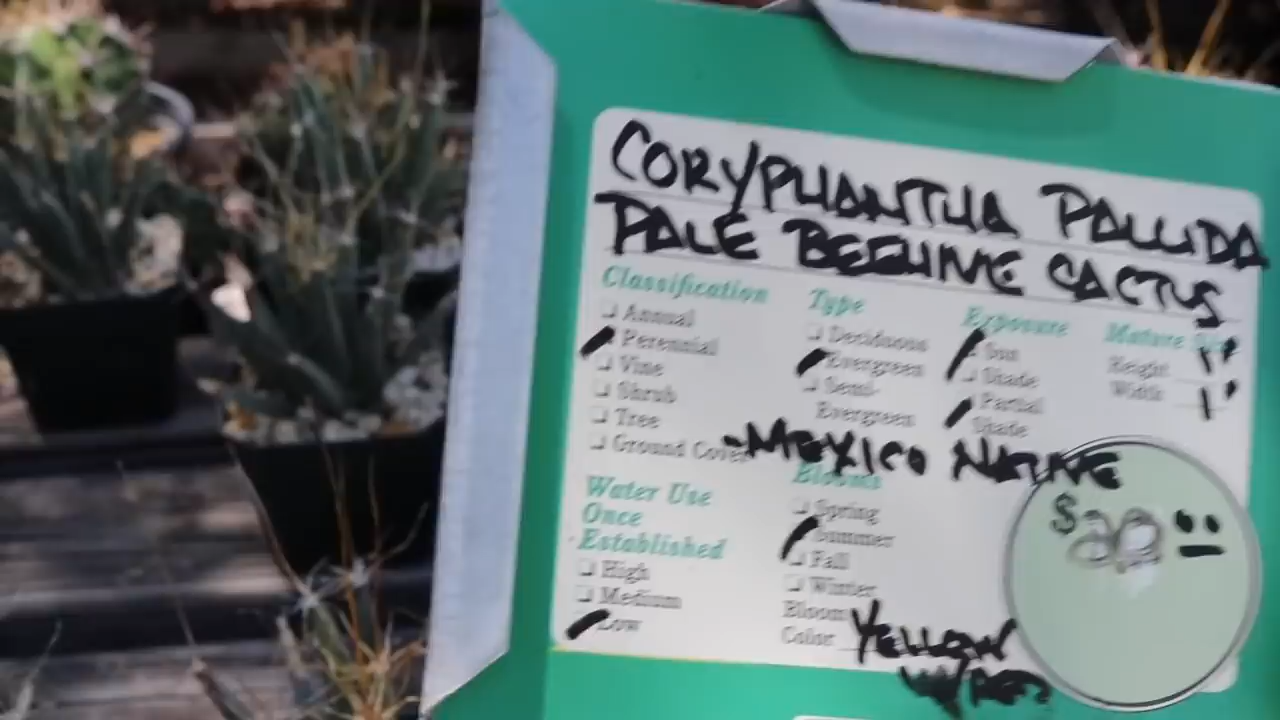 CORYPHANTHA PALLIDA
PALE BEEHIVE CACTUS
Classification
Annual
Perennial
Vine
Shrub
Tree
Ground Cover
Type
Deciduous
Evergreen
Semi-
Evergreen
Exposure
Sun
Shade
Partial
Shade
Mature Size
Height 1'
Width 1'
-MEXICO NATIVE
Water Use
Once
Established
High
Medium
Low
Blooms
Spring
Summer
Fall
Winter
Bloom
Color YELLOW
W/RED